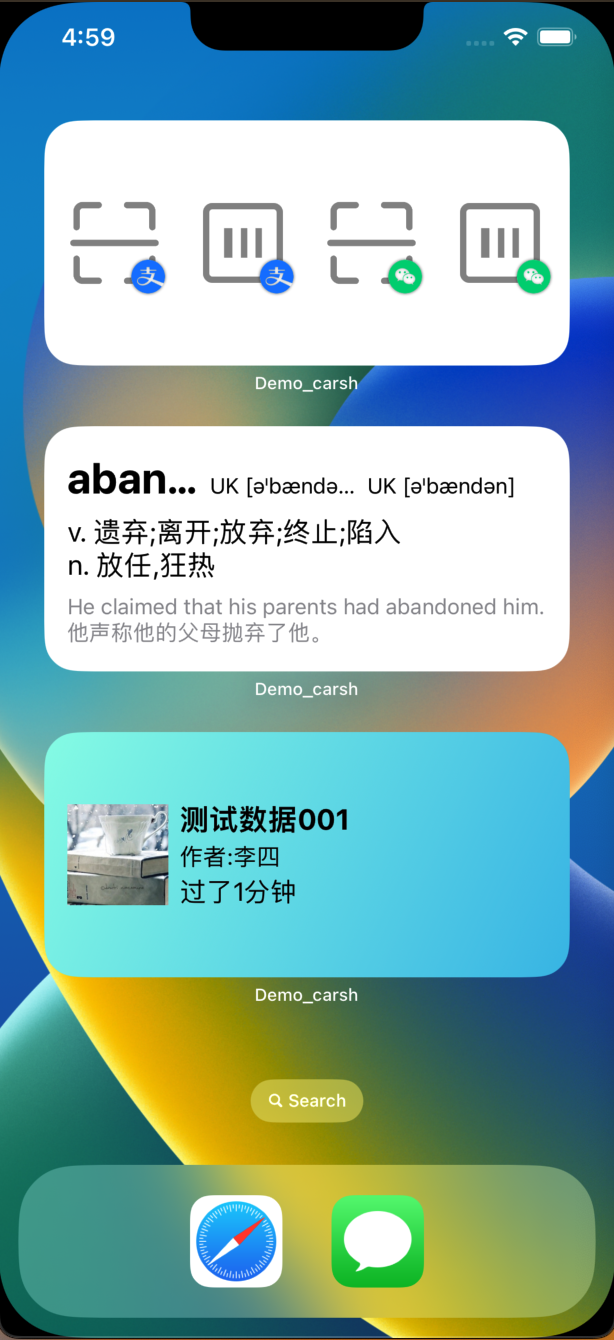 4:59
支 支
Demo_carsh
aban... UK [ə'bændə... UK [ə'bændən]
v. 遗弃;离开;放弃;终止;陷入
n. 放任,狂热
He claimed that his parents had abandoned him.
他声称他的父母抛弃了他。
Demo_carsh
测试数据001
作者:李四
过了1分钟
Demo_carsh
Search